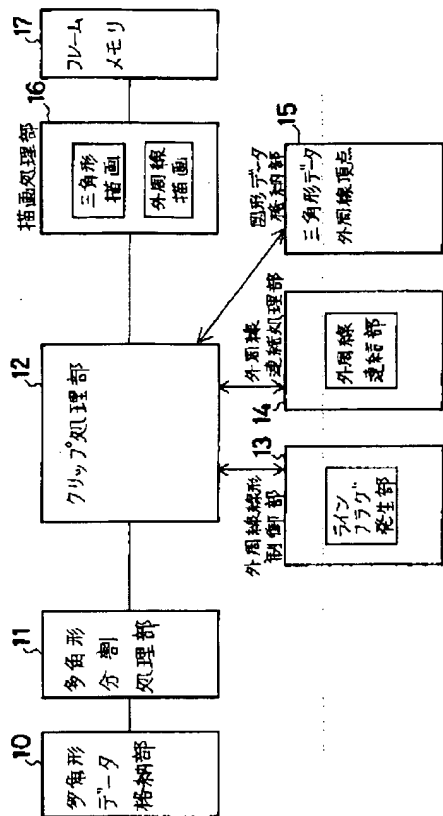 10
多角形
データ
格納部
11
多角形
分割
処理部
12
クリップ処理部
外周線線形
制御部
13
ライン
フラグ
発生部
外周線
連続処理部
14
外周線
連結部
図形データ
格納部
15
三角形データ
外周線頂点
描画処理部
16
三角形
描画
外周線
描画
17
フレーム
メモリ